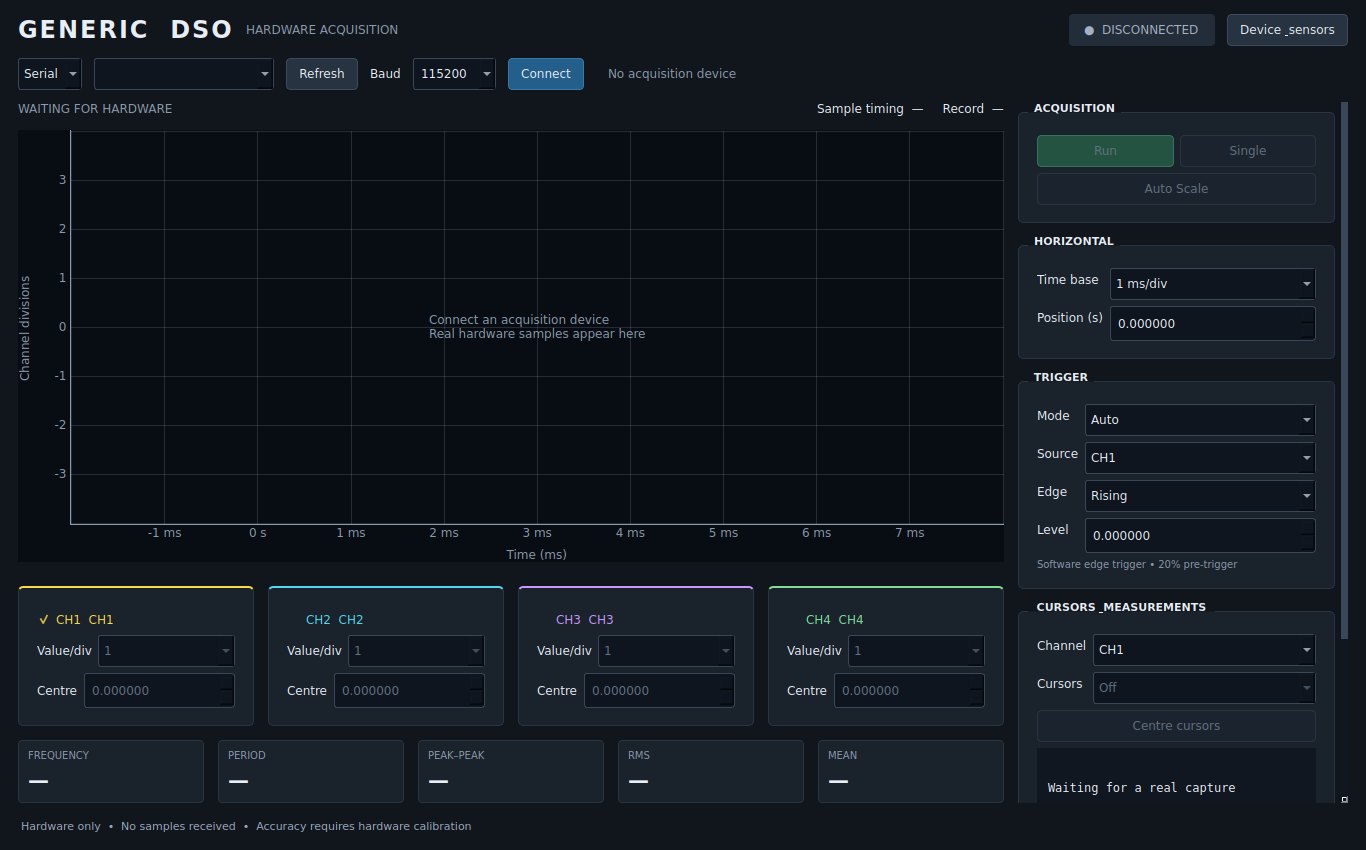 GENERIC DSO HARDWARE ACQUISITION
● DISCONNECTED
Device _sensors
Serial
Refresh
Baud
115200
Connect
No acquisition device
WAITING FOR HARDWARE
Sample timing —
Record —
3
2
1
0
-1
-2
-3
Channel divisions
Connect an acquisition device
Real hardware samples appear here
-1 ms 0 s 1 ms 2 ms 3 ms 4 ms 5 ms 6 ms 7 ms
Time (ms)
ACQUISITION
Run
Single
Auto Scale
HORIZONTAL
Time base 1 ms/div
Position (s) 0.000000
TRIGGER
Mode Auto
Source CH1
Edge Rising
Level 0.000000
Software edge trigger • 20% pre-trigger
CURSORS _MEASUREMENTS
Channel CH1
Cursors Off
Centre cursors
Waiting for a real capture
✓ CH1 CH1
Value/div 1
Centre 0.000000
CH2 CH2
Value/div 1
Centre 0.000000
CH3 CH3
Value/div 1
Centre 0.000000
CH4 CH4
Value/div 1
Centre 0.000000
FREQUENCY
—
PERIOD
—
PEAK–PEAK
—
RMS
—
MEAN
—
Hardware only • No samples received • Accuracy requires hardware calibration